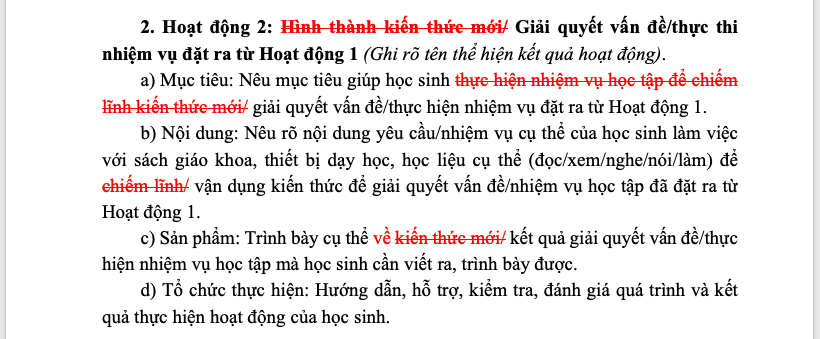 2. Hoạt động 2: Hình thành kiến thức mới/ Giải quyết vấn đề/thực thi
nhiệm vụ đặt ra từ Hoạt động 1 (Ghi rõ tên thể hiện kết quả hoạt động).
a) Mục tiêu: Nêu mục tiêu giúp học sinh thực hiện nhiệm vụ học tập để chiếm
lĩnh kiến thức mới/ giải quyết vấn đề/thực hiện nhiệm vụ đặt ra từ Hoạt động 1.
b) Nội dung: Nêu rõ nội dung yêu cầu/nhiệm vụ cụ thể của học sinh làm việc
với sách giáo khoa, thiết bị dạy học, học liệu cụ thể (đọc/xem/nghe/nói/làm) để
chiếm lĩnh/ vận dụng kiến thức để giải quyết vấn đề/nhiệm vụ học tập đã đặt ra từ
Hoạt động 1.
c) Sản phẩm: Trình bày cụ thể về kiến thức mới/ kết quả giải quyết vấn đề/thực
hiện nhiệm vụ học tập mà học sinh cần viết ra, trình bày được.
d) Tổ chức thực hiện: Hướng dẫn, hỗ trợ, kiểm tra, đánh giá quá trình và kết
quả thực hiện hoạt động của học sinh.